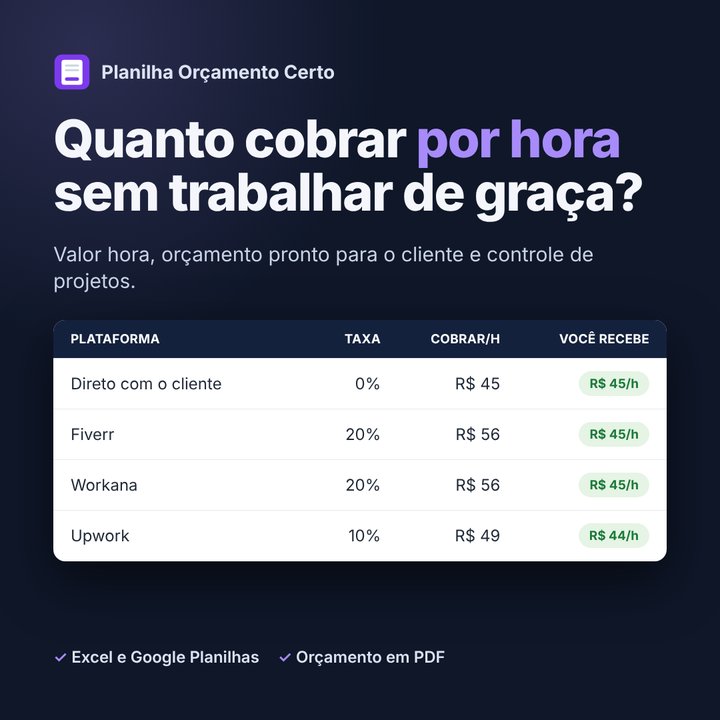 Planilha Orçamento Certo
Quanto cobrar por hora
sem trabalhar de graça?
Valor hora, orçamento pronto para o cliente e controle de
projetos.
PLATAFORMA TAXA COBRAR/H VOCÊ RECEBE
Direto com o cliente 0% R$ 45 R$ 45/h
Fiverr 20% R$ 56 R$ 45/h
Workana 20% R$ 56 R$ 45/h
Upwork 10% R$ 49 R$ 44/h
✓ Excel e Google Planilhas ✓ Orçamento em PDF